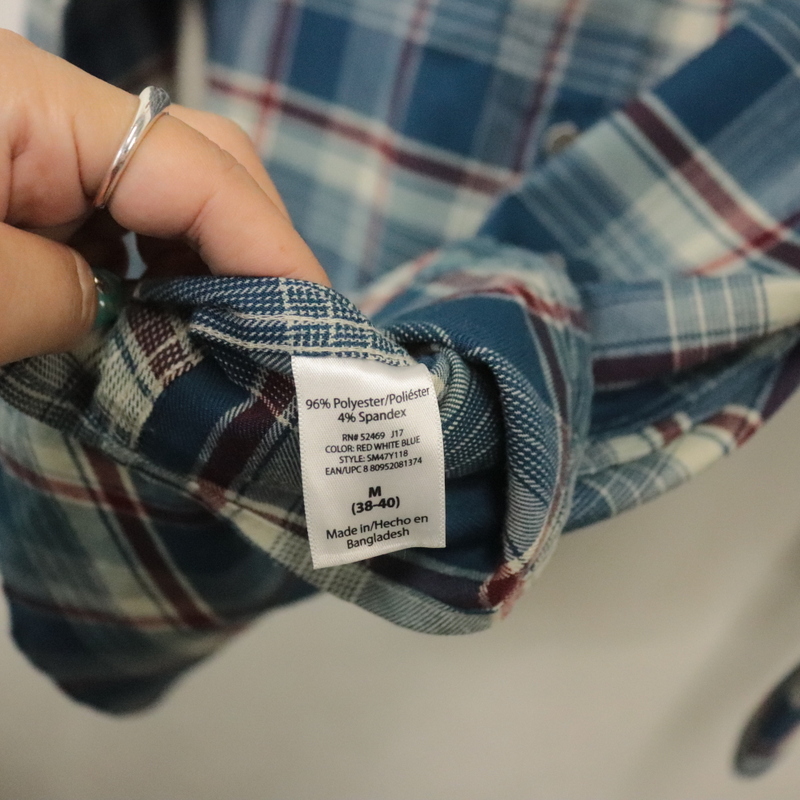 96% Polyester/Poliéster
4% Spandex
RN# 52469 J17
COLOR: RED WHITE BLUE
STYLE: SM47Y118
EAN/UPC 8 80952081374
M
(38-40)
Made in/Hecho en
Bangladesh